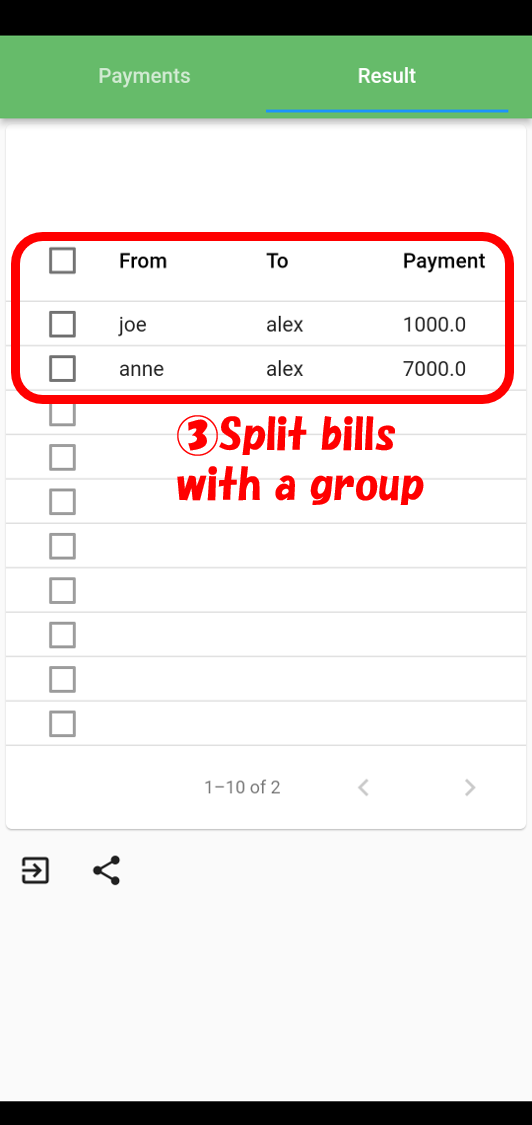 Payments Result
From To Payment
joe alex 1000.0
anne alex 7000.0
③Split bills
with a group
1–10 of 2